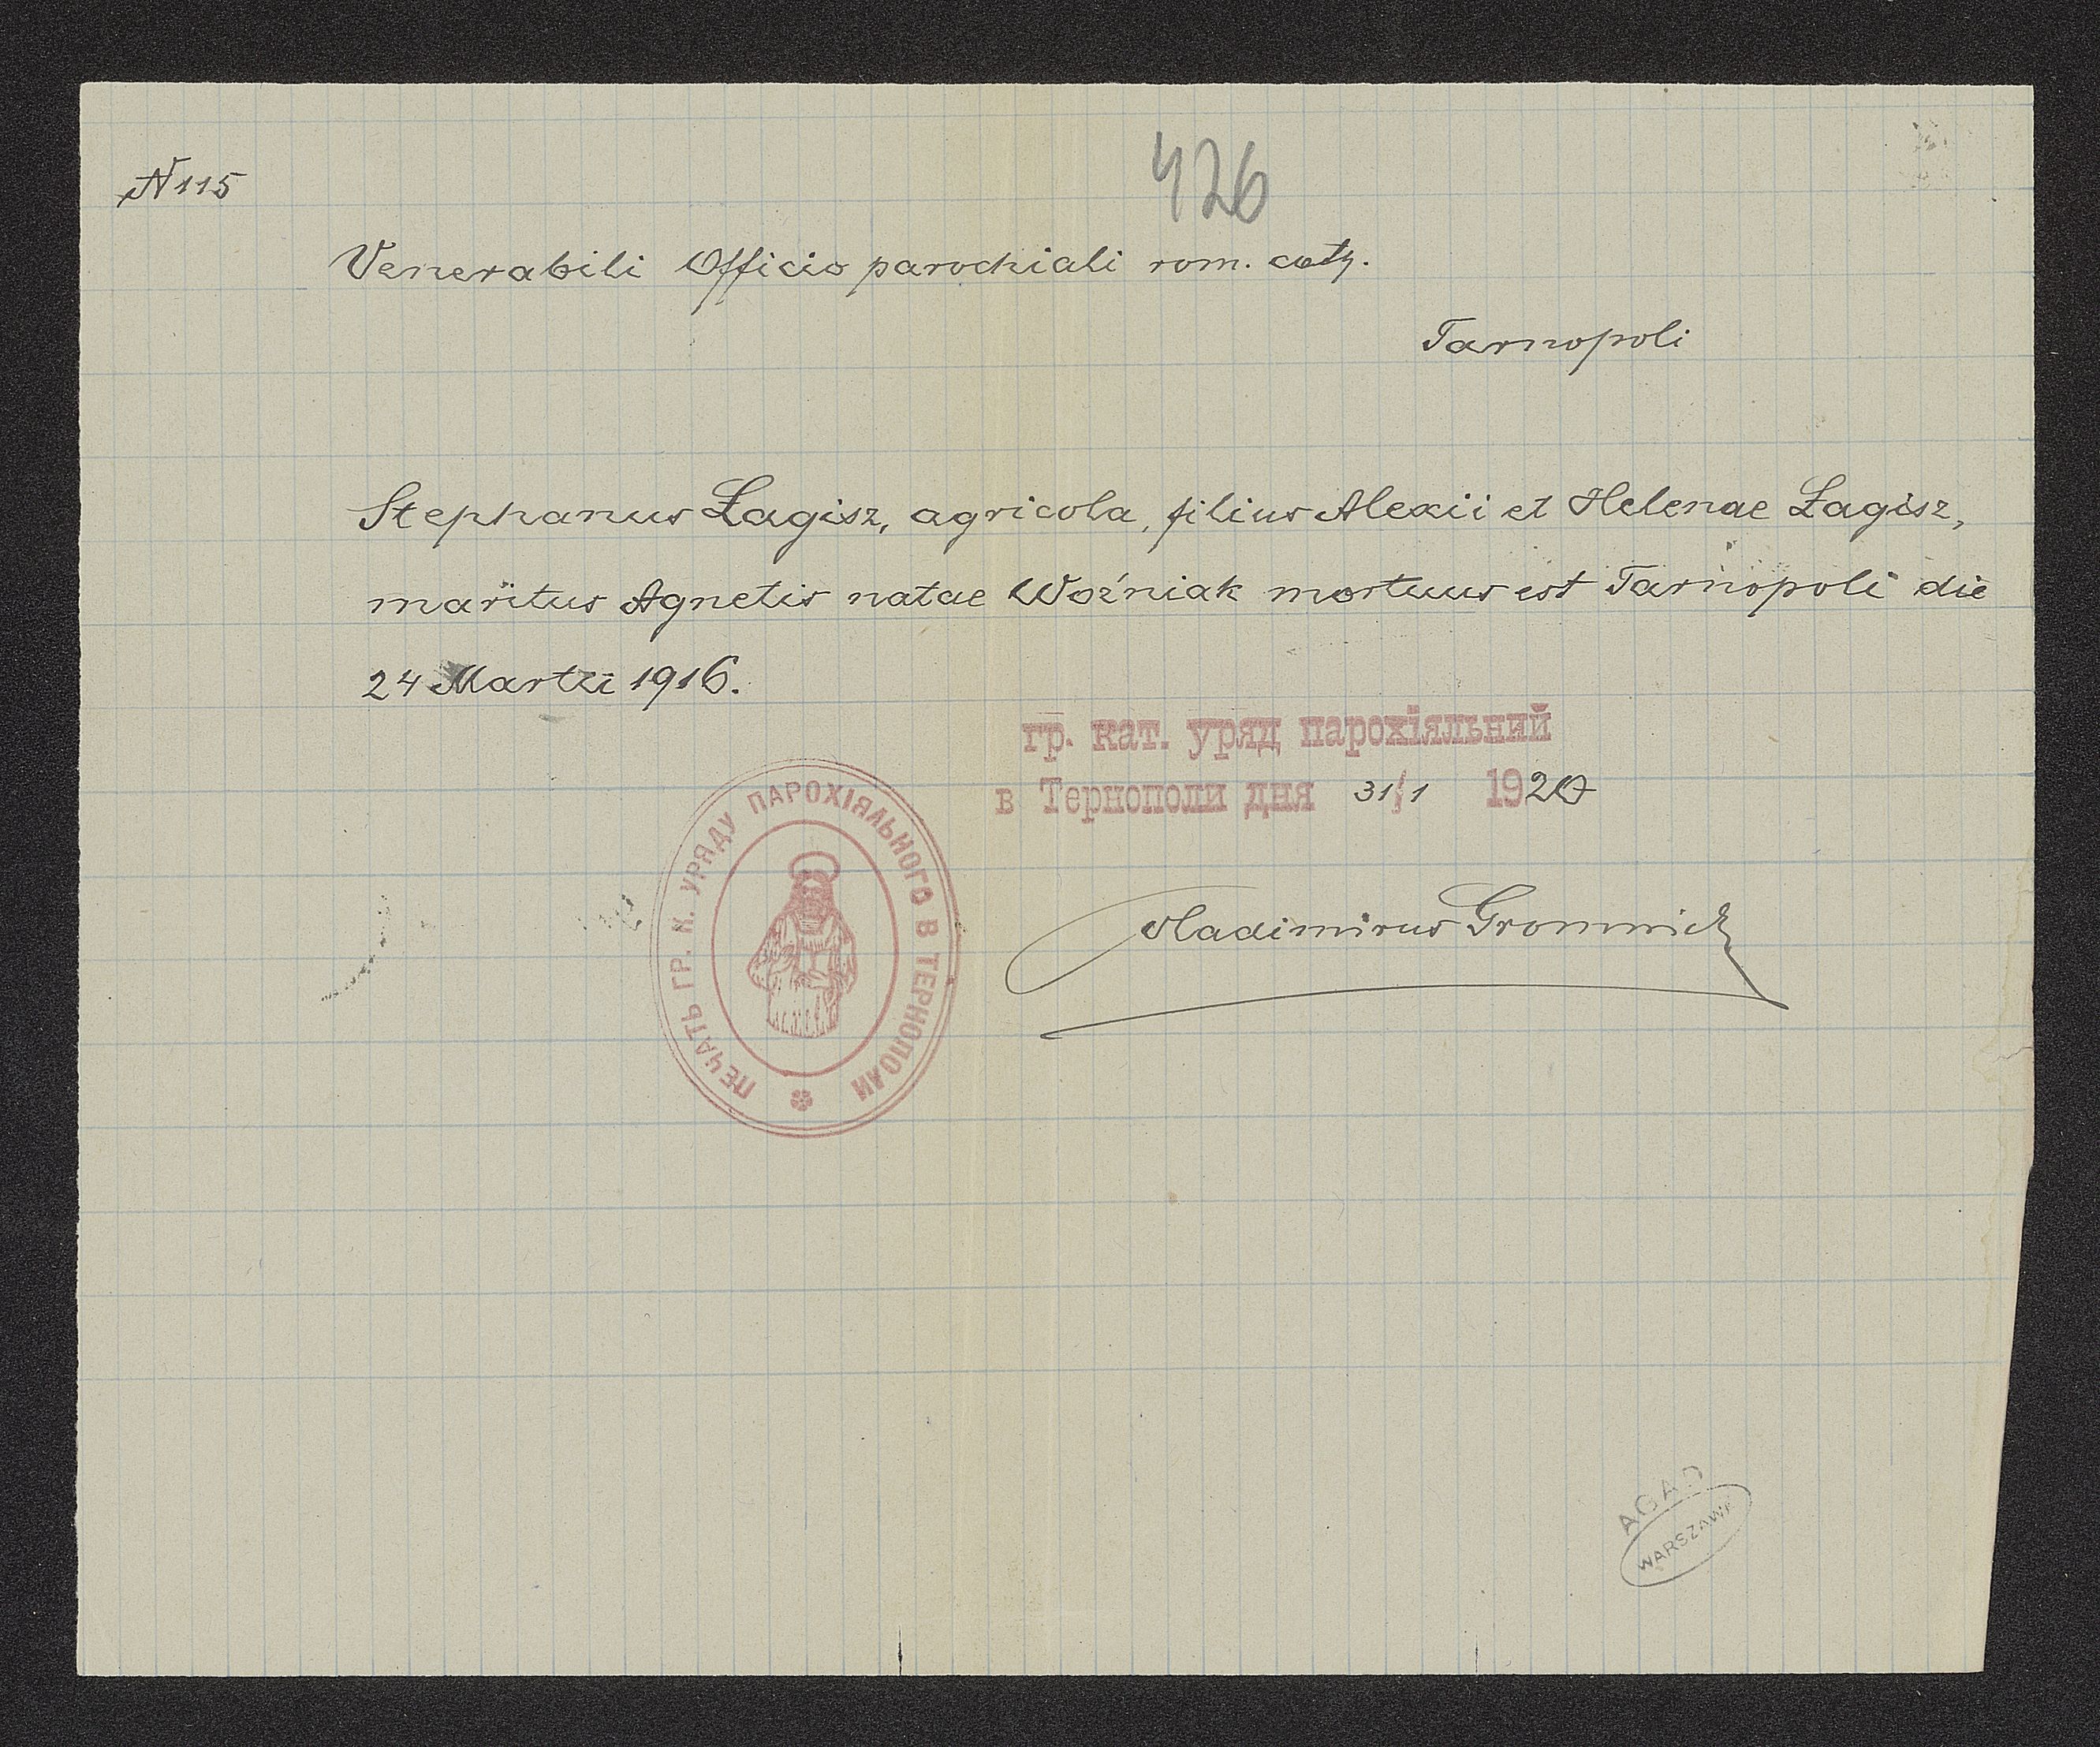 N 115
426
Venerabili Officio parochiali rom. cath.
Tarnopoli
Stephanus Łagisz, agricola, filius Alexii et Helenae Łagisz,
maritus Agnetis natae Woźniak mortuus est Tarnopoli die
24 Martii 1916.
гр. кат. уряд парохіяльний
в Тернополи дня 31/1 1920
ПЕЧАТЬ ГР. К. УРЯДУ ПАРОХІЯЛЬНОГО В ТЕРНОПОЛИ
Vladimirus Gromnicki
AGAD
WARSZAWA